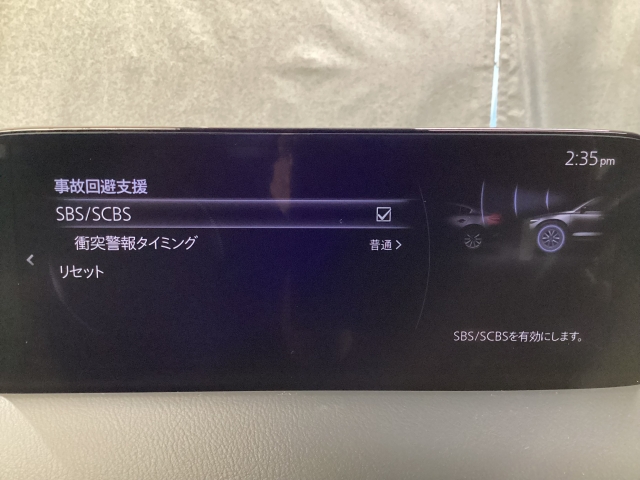 2:35pm
事故回避支援
SBS/SCBS
衝突警報タイミング 普通
リセット
SBS/SCBSを有効にします。